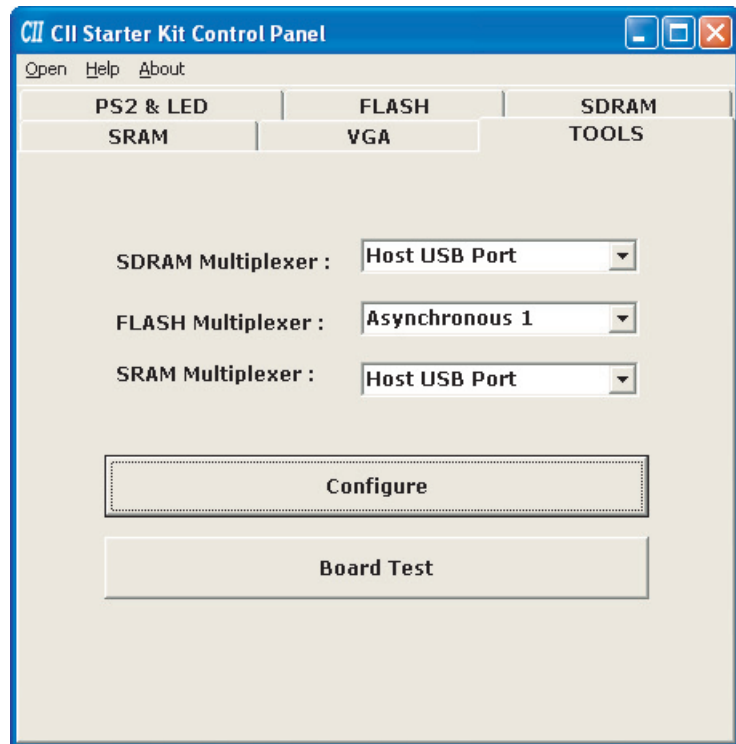 CII CII Starter Kit Control Panel
Open Help About
PS2 & LED FLASH SDRAM
SRAM VGA TOOLS
SDRAM Multiplexer : Host USB Port
FLASH Multiplexer : Asynchronous 1
SRAM Multiplexer : Host USB Port
Configure
Board Test